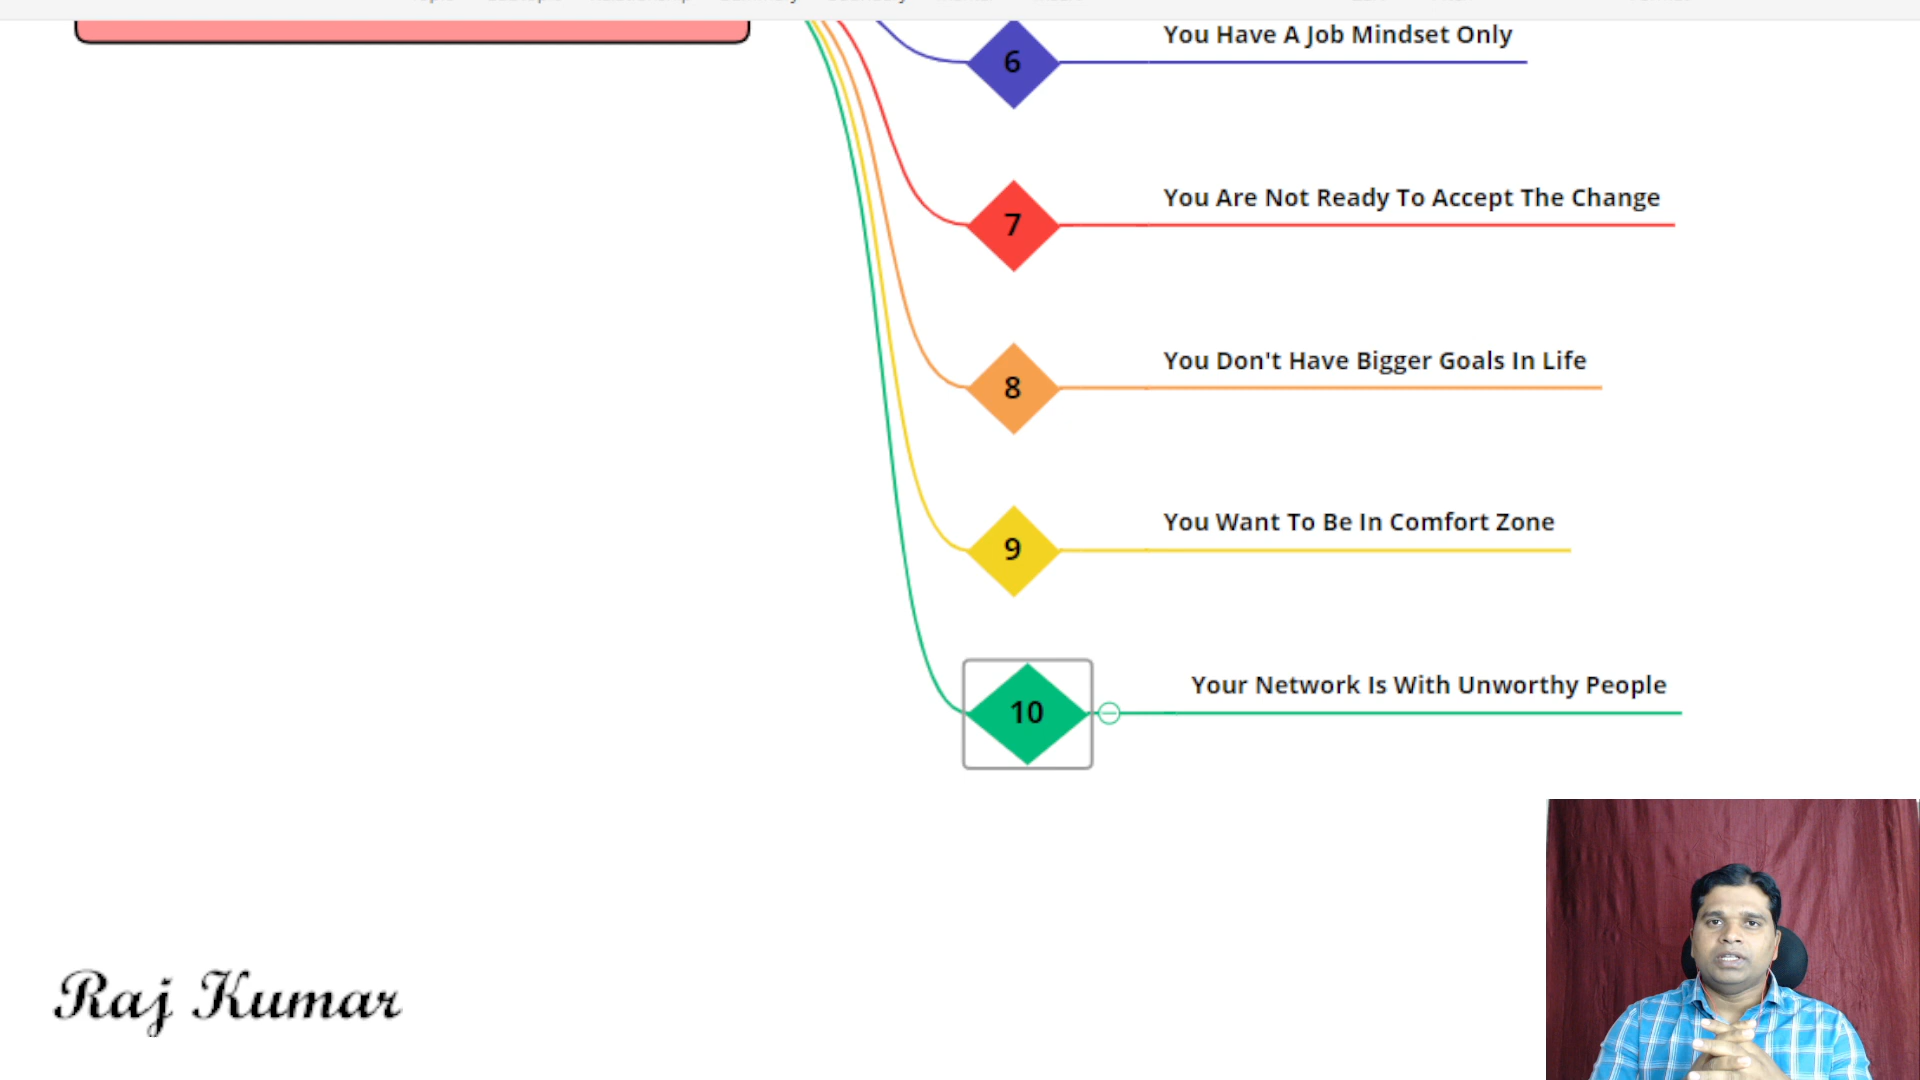 6
You Have A Job Mindset Only
7
You Are Not Ready To Accept The Change
8
You Don't Have Bigger Goals In Life
9
You Want To Be In Comfort Zone
10
Your Network Is With Unworthy People
Raj Kumar